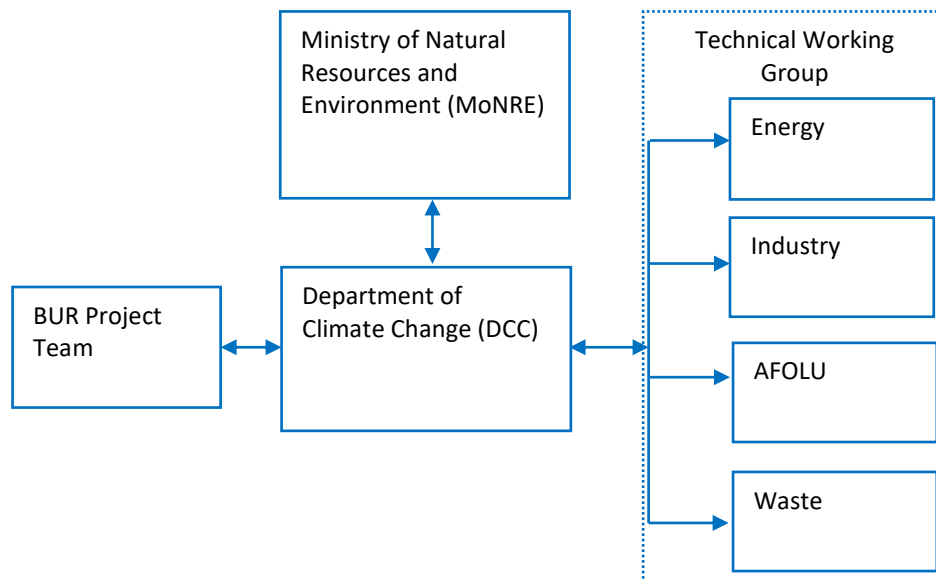 Ministry of Natural
Resources and
Environment (MoNRE)
Technical Working
Group
Energy
Industry
Department of
Climate Change (DCC)
BUR Project
Team
AFOLU
Waste